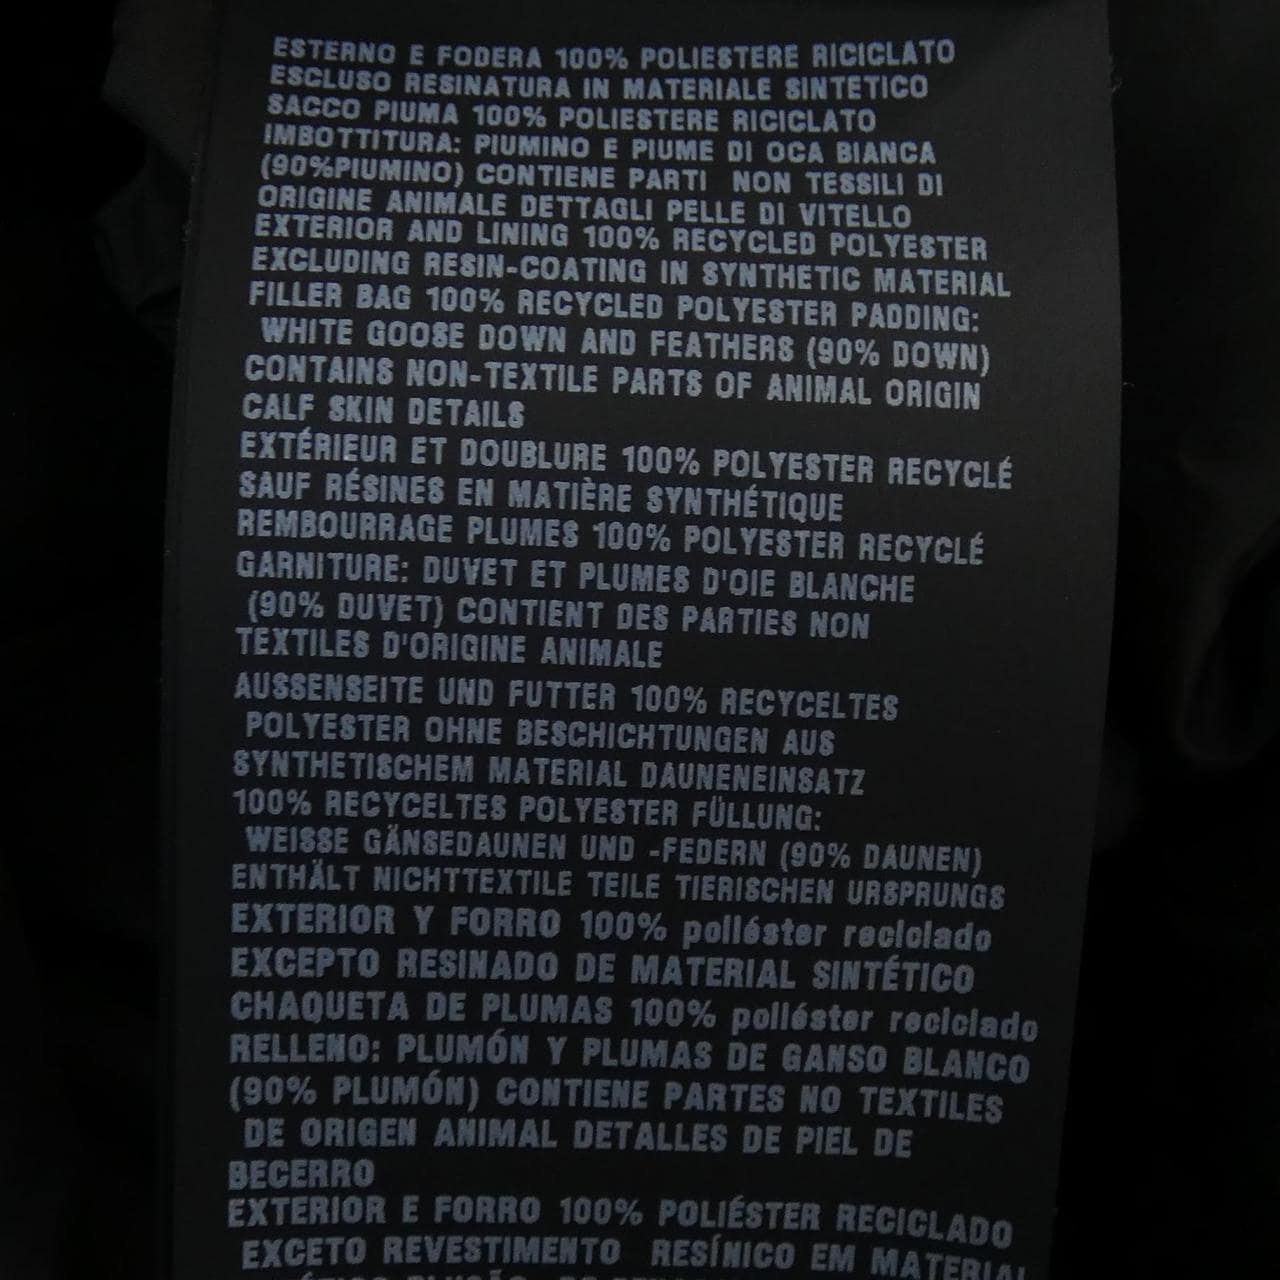 ESTERNO E FODERA 100% POLIESTERE RICICLATO
ESCLUSO RESINATURA IN MATERIALE SINTETICO
SACCO PIUMA 100% POLIESTERE RICICLATO
IMBOTTITURA: PIUMINO E PIUME DI OCA BIANCA
(90%PIUMINO) CONTIENE PARTI NON TESSILI DI
ORIGINE ANIMALE DETTAGLI PELLE DI VITELLO
EXTERIOR AND LINING 100% RECYCLED POLYESTER
EXCLUDING RESIN-COATING IN SYNTHETIC MATERIAL
FILLER BAG 100% RECYCLED POLYESTER PADDING:
WHITE GOOSE DOWN AND FEATHERS (90% DOWN)
CONTAINS NON-TEXTILE PARTS OF ANIMAL ORIGIN
CALF SKIN DETAILS
EXTÉRIEUR ET DOUBLURE 100% POLYESTER RECYCLÉ
SAUF RÉSINES EN MATIÈRE SYNTHÉTIQUE
REMBOURRAGE PLUMES 100% POLYESTER RECYCLÉ
GARNITURE: DUVET ET PLUMES D'OIE BLANCHE
(90% DUVET) CONTIENT DES PARTIES NON
TEXTILES D'ORIGINE ANIMALE
AUSSENSEITE UND FUTTER 100% RECYCELTES
POLYESTER OHNE BESCHICHTUNGEN AUS
SYNTHETISCHEM MATERIAL DAUNENEINSATZ
100% RECYCELTES POLYESTER FÜLLUNG:
WEISSE GÄNSEDAUNEN UND -FEDERN (90% DAUNEN)
ENTHÄLT NICHTTEXTILE TEILE TIERISCHEN URSPRUNGS
EXTERIOR Y FORRO 100% poliéster reciclado
EXCEPTO RESINADO DE MATERIAL SINTÉTICO
CHAQUETA DE PLUMAS 100% poliéster reciclado
RELLENO: PLUMÓN Y PLUMAS DE GANSO BLANCO
(90% PLUMÓN) CONTIENE PARTES NO TEXTILES
DE ORIGEN ANIMAL DETALLES DE PIEL DE
BECERRO
EXTERIOR E FORRO 100% POLIÉSTER RECICLADO
EXCETO REVESTIMENTO RESÍNICO EM MATERIAL